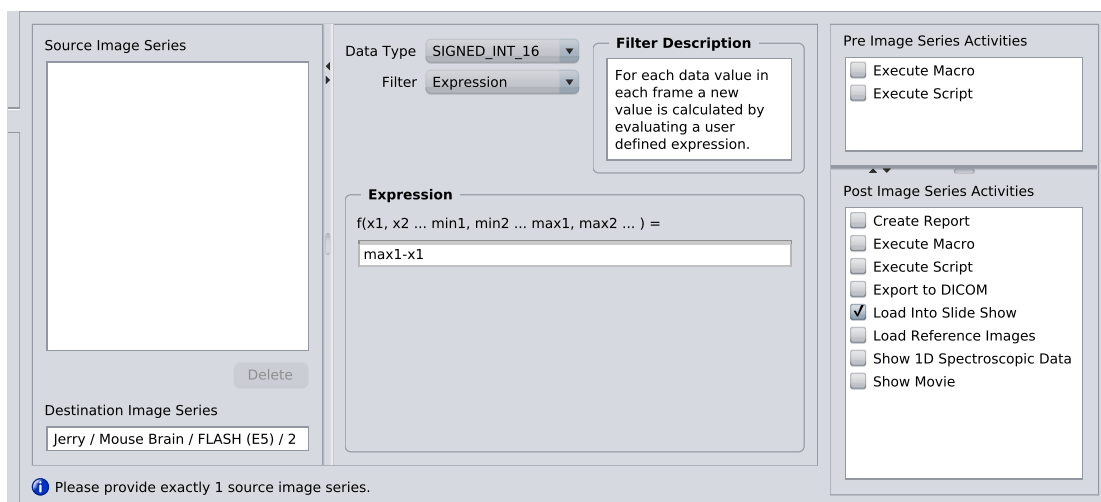 Source Image Series
Delete
Destination Image Series
Jerry / Mouse Brain / FLASH (E5) / 2
Data Type SIGNED_INT_16
Filter Expression
Filter Description
For each data value in
each frame a new
value is calculated by
evaluating a user
defined expression.
Expression
f(x1, x2 ... min1, min2 ... max1, max2 ... ) =
max1-x1
Pre Image Series Activities
Execute Macro
Execute Script
Post Image Series Activities
Create Report
Execute Macro
Execute Script
Export to DICOM
Load Into Slide Show
Load Reference Images
Show 1D Spectroscopic Data
Show Movie
Please provide exactly 1 source image series.